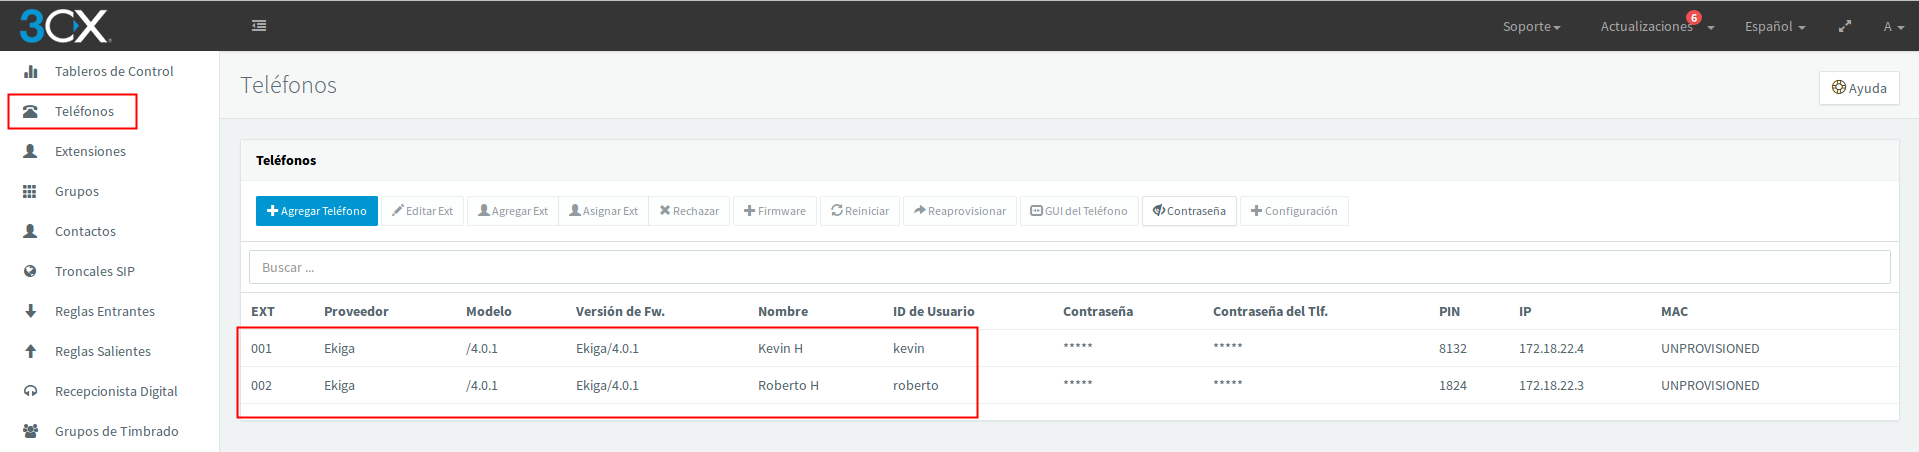 3CX
Soporte
Actualizaciones 6
Español
A
Tableros de Control
Teléfonos
Extensiones
Grupos
Contactos
Troncales SIP
Reglas Entrantes
Reglas Salientes
Recepcionista Digital
Grupos de Timbrado
Teléfonos
Ayuda
Teléfonos
Agregar Teléfono Editar Ext Agregar Ext Asignar Ext Rechazar Firmware Reiniciar Reaprovisionar GUI del Teléfono Contraseña Configuración
Buscar ...
EXT Proveedor Modelo Versión de Fw. Nombre ID de Usuario Contraseña Contraseña del Tlf. PIN IP MAC
001 Ekiga /4.0.1 Ekiga/4.0.1 Kevin H kevin ***** ***** 8132 172.18.22.4 UNPROVISIONED
002 Ekiga /4.0.1 Ekiga/4.0.1 Roberto H roberto ***** ***** 1824 172.18.22.3 UNPROVISIONED